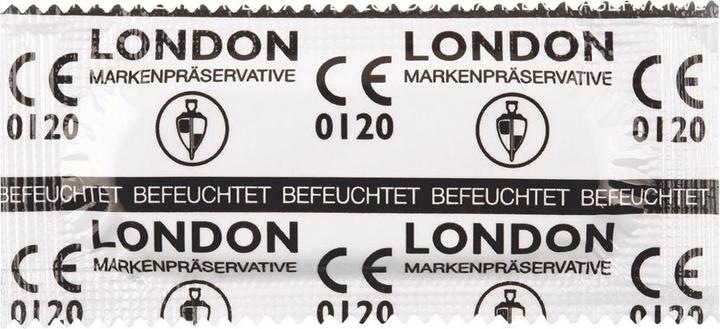 LONDON LONDON
MARKENPRÄSERVATIVE MARKENPRÄSERVATIVE
CE CE CE
0120 0120 0120
BEFEUCHTET BEFEUCHTET BEFEUCHTET BEFEUCHTET BEFEUCHTET
LONDON LONDON
MARKENPRÄSERVATIVE MARKENPRÄSERVATIVE
CE CE CE
0120 0120 0120